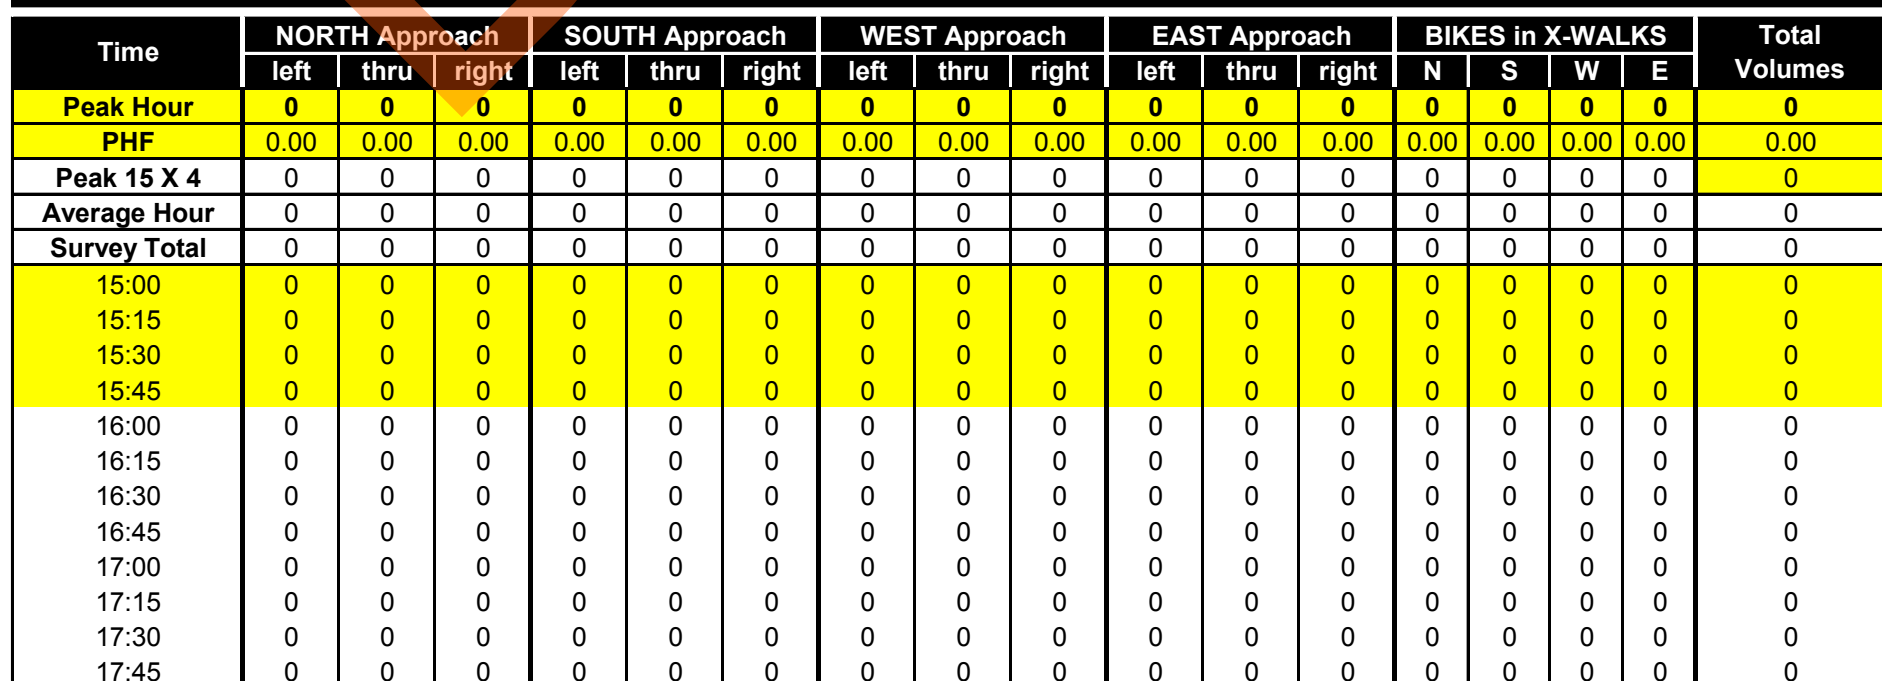 Time NORTH Approach SOUTH Approach WEST Approach EAST Approach BIKES in X-WALKS Total Volumes
left thru right left thru right left thru right left thru right N S W E
Peak Hour 0 0 0 0 0 0 0 0 0 0 0 0 0 0 0 0 0
PHF 0.00 0.00 0.00 0.00 0.00 0.00 0.00 0.00 0.00 0.00 0.00 0.00 0.00 0.00 0.00 0.00 0.00
Peak 15 X 4 0 0 0 0 0 0 0 0 0 0 0 0 0 0 0 0 0
Average Hour 0 0 0 0 0 0 0 0 0 0 0 0 0 0 0 0 0
Survey Total 0 0 0 0 0 0 0 0 0 0 0 0 0 0 0 0 0
15:00 0 0 0 0 0 0 0 0 0 0 0 0 0 0 0 0 0
15:15 0 0 0 0 0 0 0 0 0 0 0 0 0 0 0 0 0
15:30 0 0 0 0 0 0 0 0 0 0 0 0 0 0 0 0 0
15:45 0 0 0 0 0 0 0 0 0 0 0 0 0 0 0 0 0
16:00 0 0 0 0 0 0 0 0 0 0 0 0 0 0 0 0 0
16:15 0 0 0 0 0 0 0 0 0 0 0 0 0 0 0 0 0
16:30 0 0 0 0 0 0 0 0 0 0 0 0 0 0 0 0 0
16:45 0 0 0 0 0 0 0 0 0 0 0 0 0 0 0 0 0
17:00 0 0 0 0 0 0 0 0 0 0 0 0 0 0 0 0 0
17:15 0 0 0 0 0 0 0 0 0 0 0 0 0 0 0 0 0
17:30 0 0 0 0 0 0 0 0 0 0 0 0 0 0 0 0 0
17:45 0 0 0 0 0 0 0 0 0 0 0 0 0 0 0 0 0